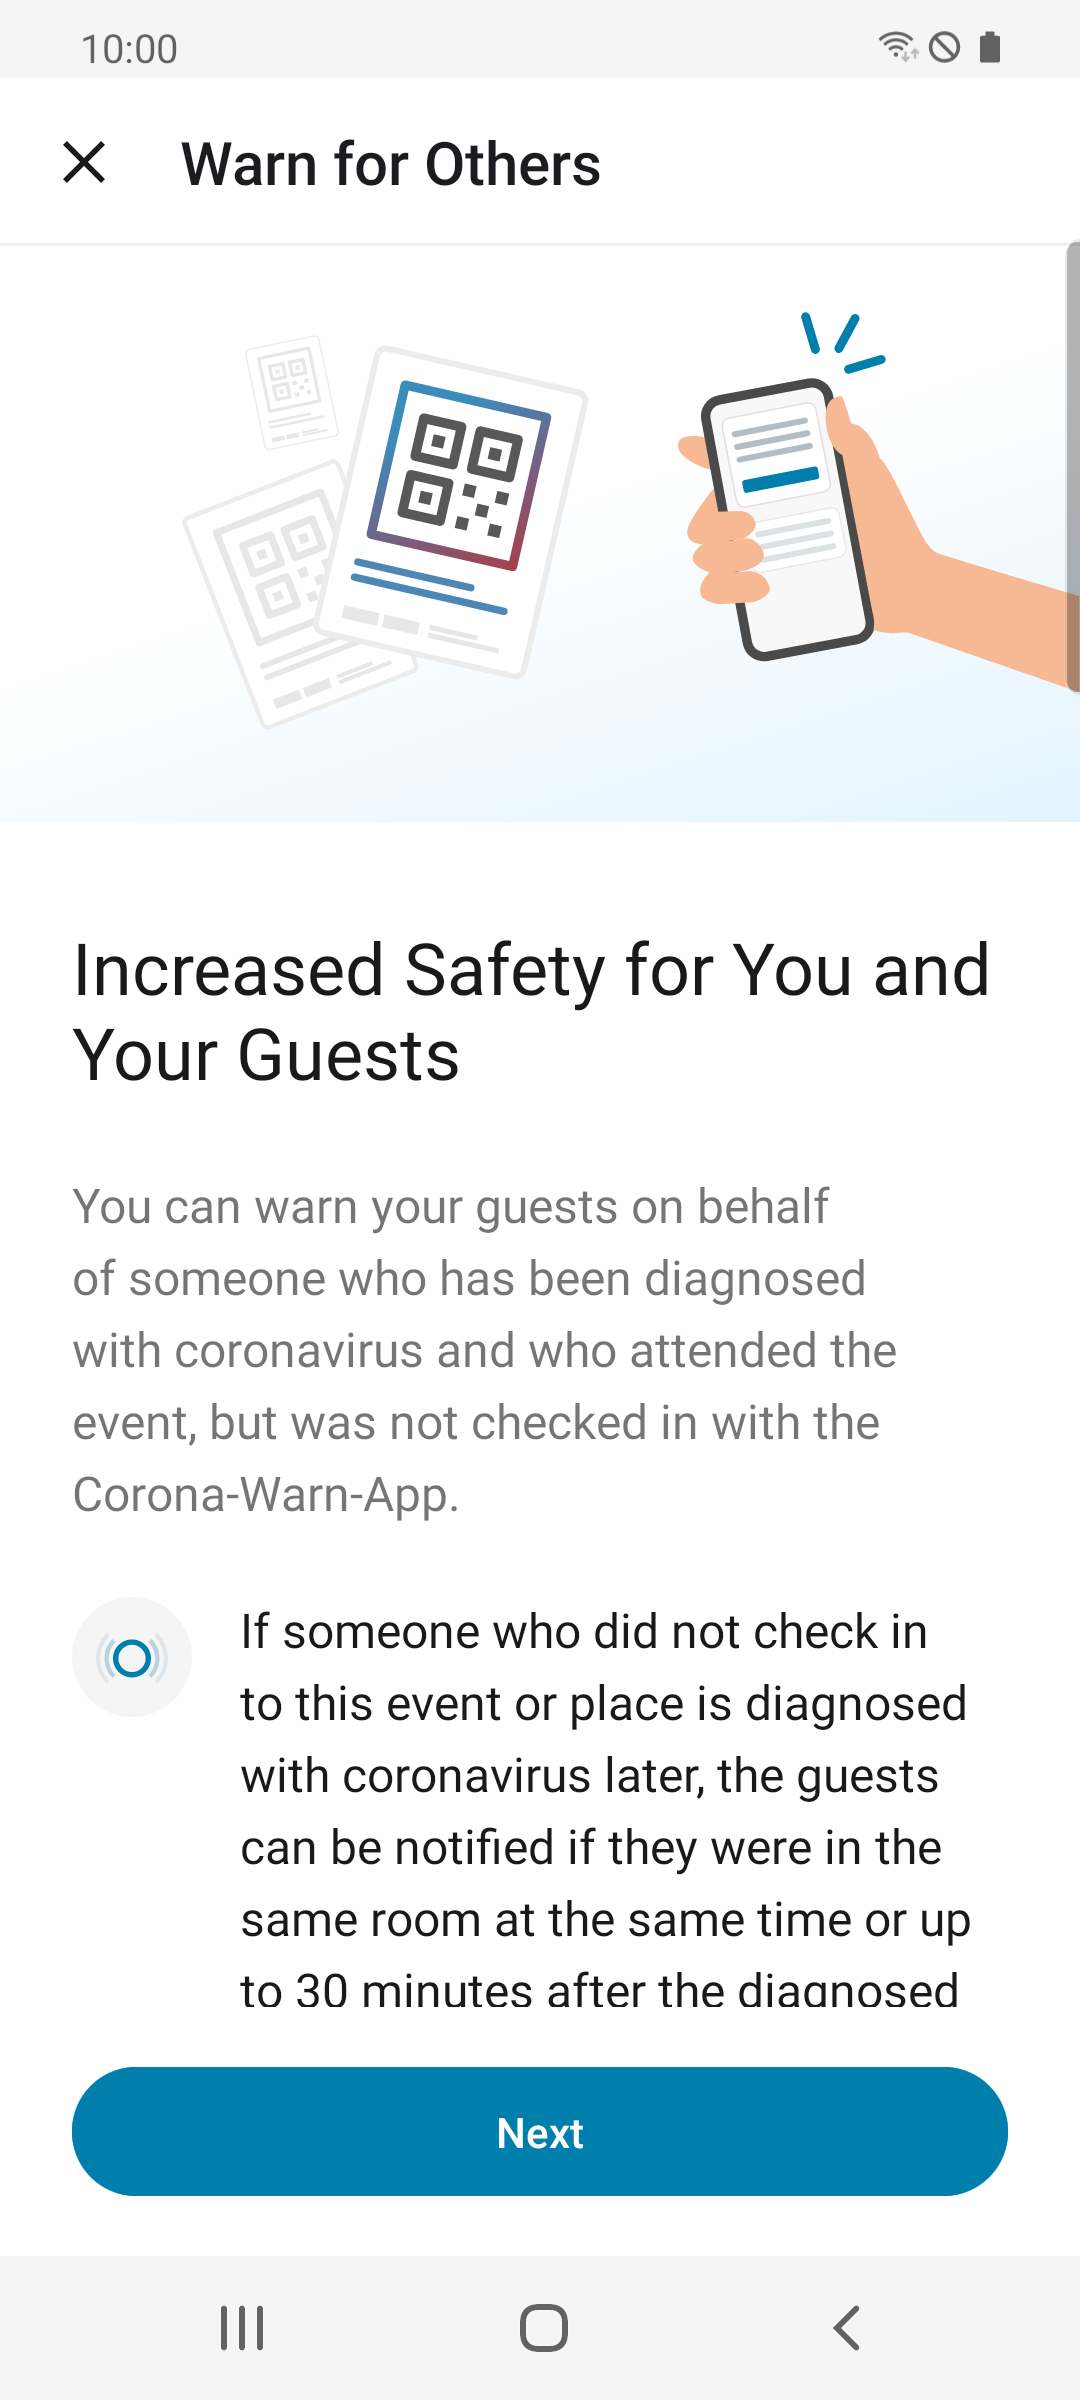 10:00
Warn for Others
Increased Safety for You and
Your Guests
You can warn your guests on behalf
of someone who has been diagnosed
with coronavirus and who attended the
event, but was not checked in with the
Corona-Warn-App.
If someone who did not check in
to this event or place is diagnosed
with coronavirus later, the guests
can be notified if they were in the
same room at the same time or up
to 30 minutes after the diagnosed
Next